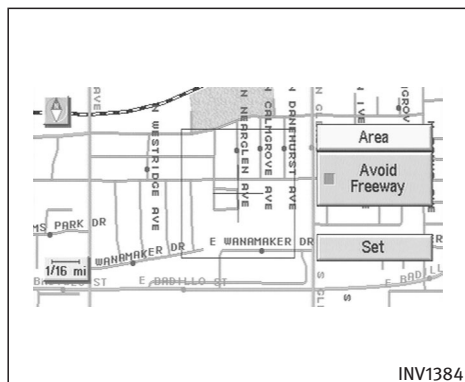 AVE
WESTRIDGE AVE
N NEARGLEN AVE
N CALMGROVE AVE
N DANEHURST AVE
Area
Avoid
Freeway
Set
MS PARK DR
WANAMAKER DR
E WANAMAKER DR
1/16 mi
ST
E BADILLO ST
S
INV1384